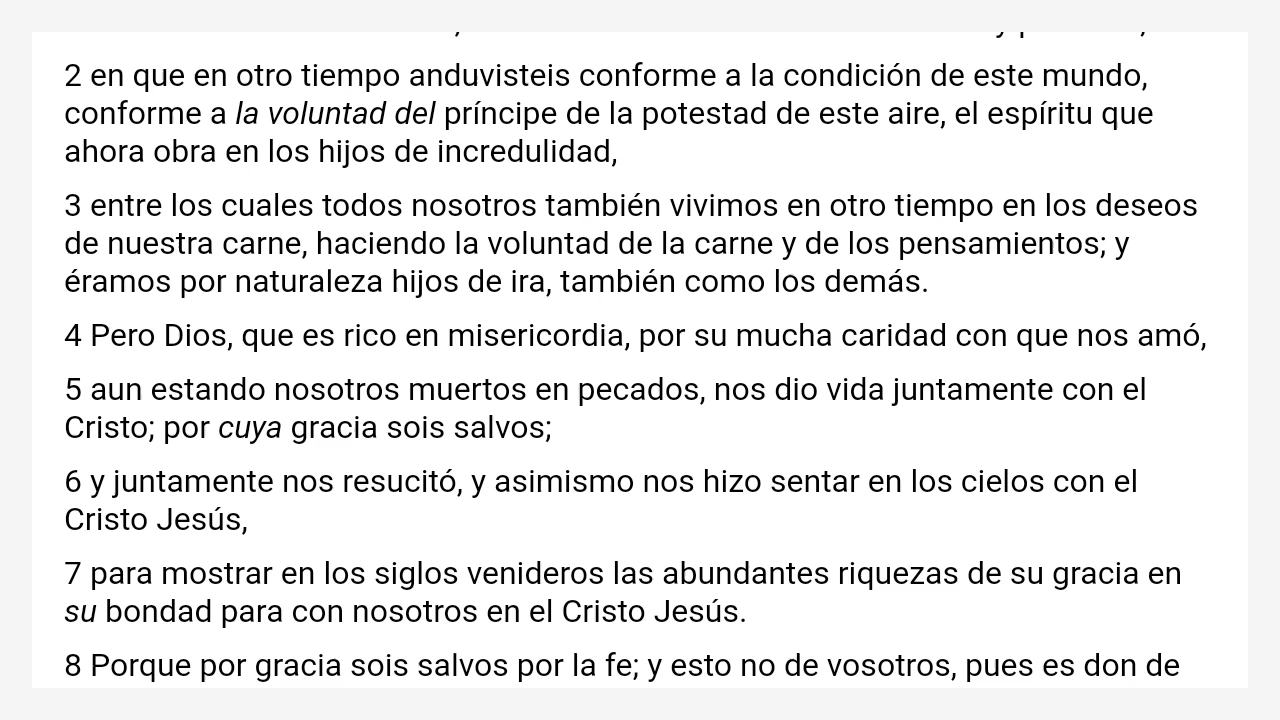 2 en que en otro tiempo anduvisteis conforme a la condición de este mundo,
conforme a la voluntad del príncipe de la potestad de este aire, el espíritu que
ahora obra en los hijos de incredulidad,
3 entre los cuales todos nosotros también vivimos en otro tiempo en los deseos
de nuestra carne, haciendo la voluntad de la carne y de los pensamientos; y
éramos por naturaleza hijos de ira, también como los demás.
4 Pero Dios, que es rico en misericordia, por su mucha caridad con que nos amó,
5 aun estando nosotros muertos en pecados, nos dio vida juntamente con el
Cristo; por cuya gracia sois salvos;
6 y juntamente nos resucitó, y asimismo nos hizo sentar en los cielos con el
Cristo Jesús,
7 para mostrar en los siglos venideros las abundantes riquezas de su gracia en
su bondad para con nosotros en el Cristo Jesús.
8 Porque por gracia sois salvos por la fe; y esto no de vosotros, pues es don de